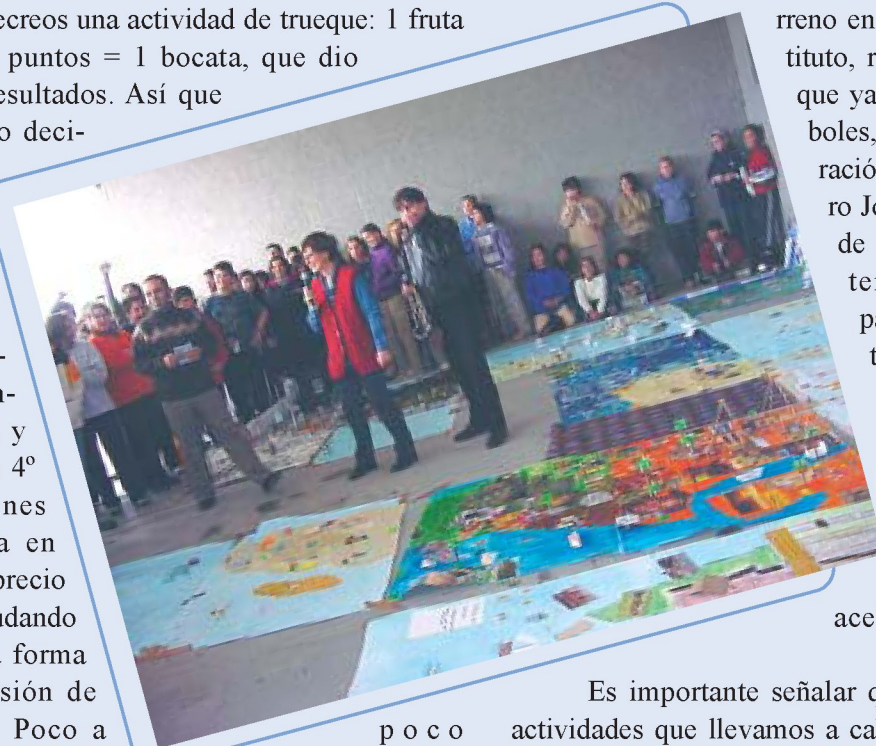 ecreos una actividad de trueque: 1 fruta
puntos = 1 bocata, que dio
esultados. Así que
o deci-
-
a-
y
4º
nes
a en
precio
udando
a forma
sión de
Poco a
rreno en
tituto, r
que ya
boles,
ració
ro Jo
de
te
pa
t
ace
Es importante señalar q
poco actividades que llevamos a cal